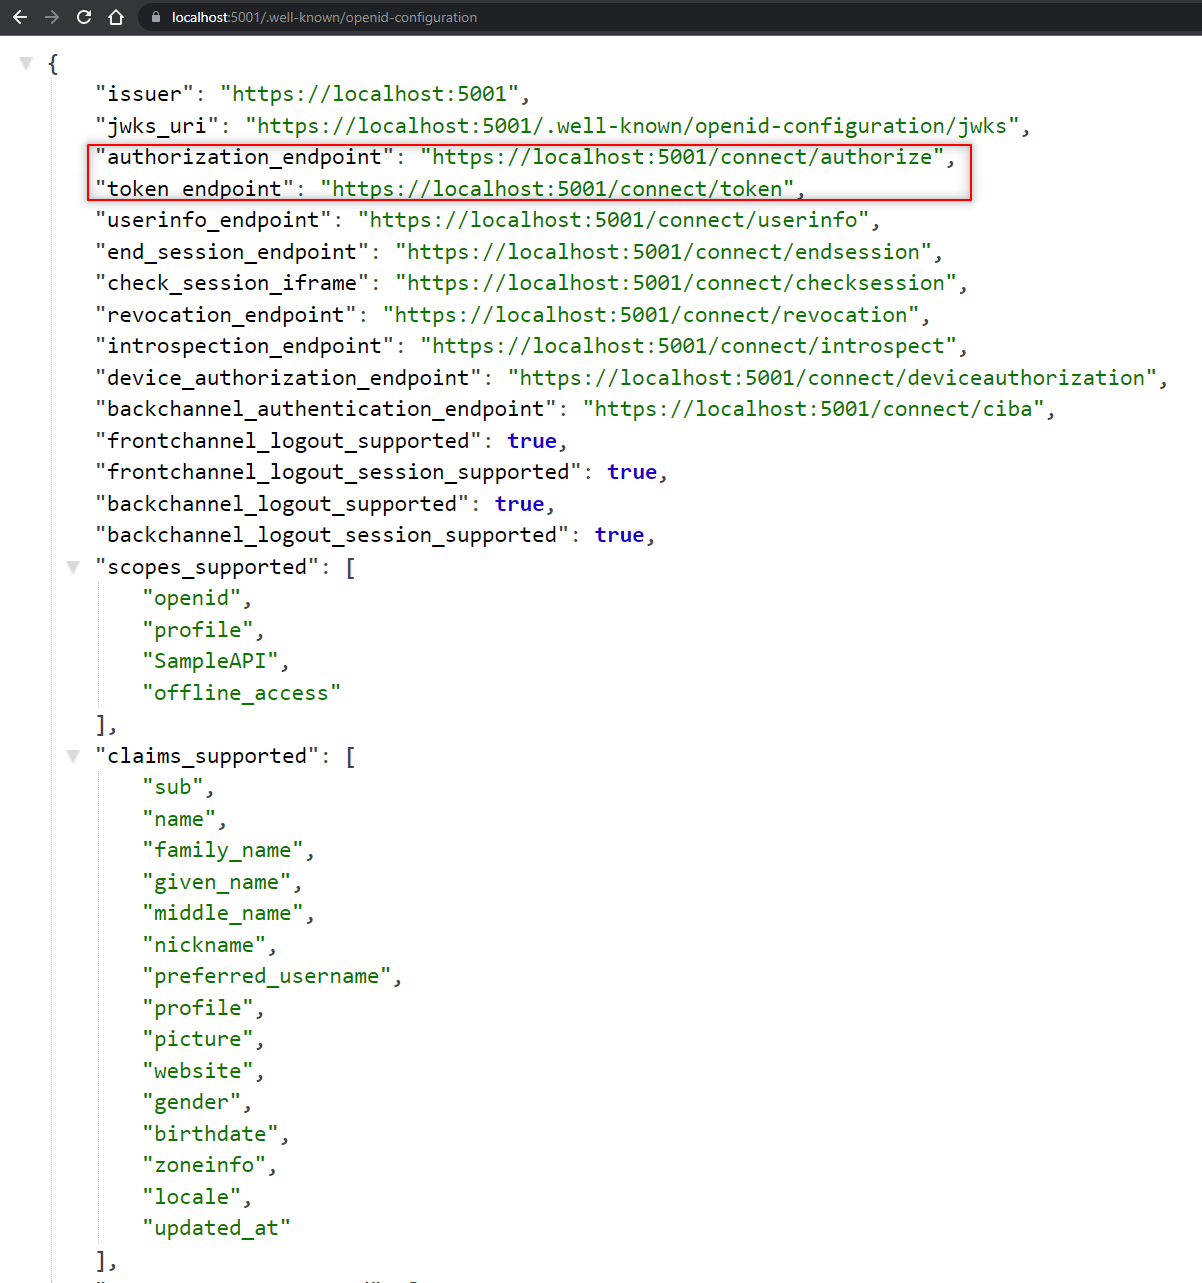 localhost:5001/.well-known/openid-configuration
{
"issuer": "https://localhost:5001",
"jwks_uri": "https://localhost:5001/.well-known/openid-configuration/jwks",
"authorization_endpoint": "https://localhost:5001/connect/authorize",
"token_endpoint": "https://localhost:5001/connect/token",
"userinfo_endpoint": "https://localhost:5001/connect/userinfo",
"end_session_endpoint": "https://localhost:5001/connect/endsession",
"check_session_iframe": "https://localhost:5001/connect/checksession",
"revocation_endpoint": "https://localhost:5001/connect/revocation",
"introspection_endpoint": "https://localhost:5001/connect/introspect",
"device_authorization_endpoint": "https://localhost:5001/connect/deviceauthorization",
"backchannel_authentication_endpoint": "https://localhost:5001/connect/ciba",
"frontchannel_logout_supported": true,
"frontchannel_logout_session_supported": true,
"backchannel_logout_supported": true,
"backchannel_logout_session_supported": true,
"scopes_supported": [
"openid",
"profile",
"SampleAPI",
"offline_access"
],
"claims_supported": [
"sub",
"name",
"family_name",
"given_name",
"middle_name",
"nickname",
"preferred_username",
"profile",
"picture",
"website",
"gender",
"birthdate",
"zoneinfo",
"locale",
"updated_at"
],